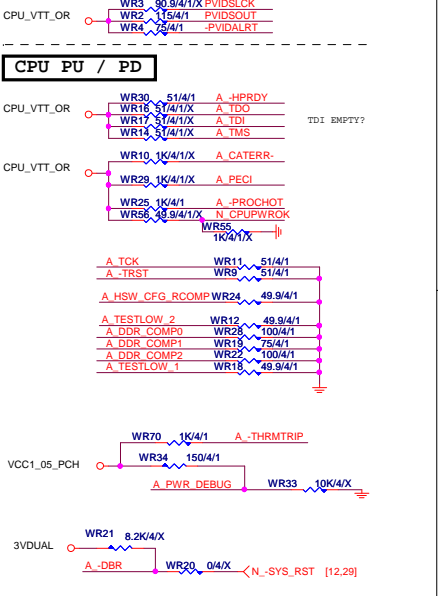 WR3 90.9/4/1/X PVIDSLCK
CPU_VTT_OR WR2 115/4/1 PVIDSOUT
WR4 75/4/1 -PVIDALRT
CPU PU / PD
WR30 51/4/1 A_-HPRDY
CPU_VTT_OR WR16 51/4/1/X A_TDO
WR17 51/4/1/X A_TDI TDI EMPTY?
WR14 51/4/1/X A_TMS
WR10 1K/4/1/X A_CATERR-
CPU_VTT_OR
WR29 1K/4/1/X A_PECI
WR25 1K/4/1 A_-PROCHOT
WR56 49.9/4/1/X N_CPUPWROK
WR55
1K/4/1/X
A_TCK WR11 51/4/1
A_-TRST WR9 51/4/1
A_HSW_CFG_RCOMP WR24 49.9/4/1
A_TESTLOW_2 WR12 49.9/4/1
A_DDR_COMP0 WR28 100/4/1
A_DDR_COMP1 WR19 75/4/1
A_DDR_COMP2 WR22 100/4/1
A_TESTLOW_1 WR18 49.9/4/1
WR70 1K/4/1 A_-THRMTRIP
VCC1_05_PCH WR34 150/4/1
A_PWR_DEBUG WR33 10K/4/X
WR21 8.2K/4/X
3VDUAL
A_-DBR WR20 0/4/X N_-SYS_RST [12,29]